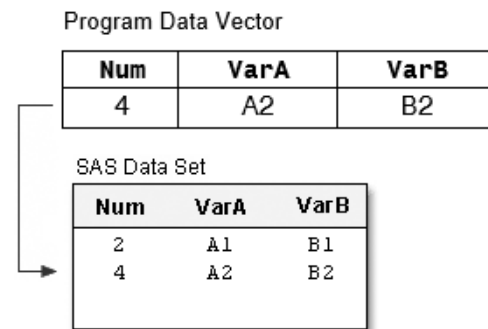 Program Data Vector
Num VarA VarB
4 A2 B2
SAS Data Set
Num VarA VarB
2 A1 B1
4 A2 B2